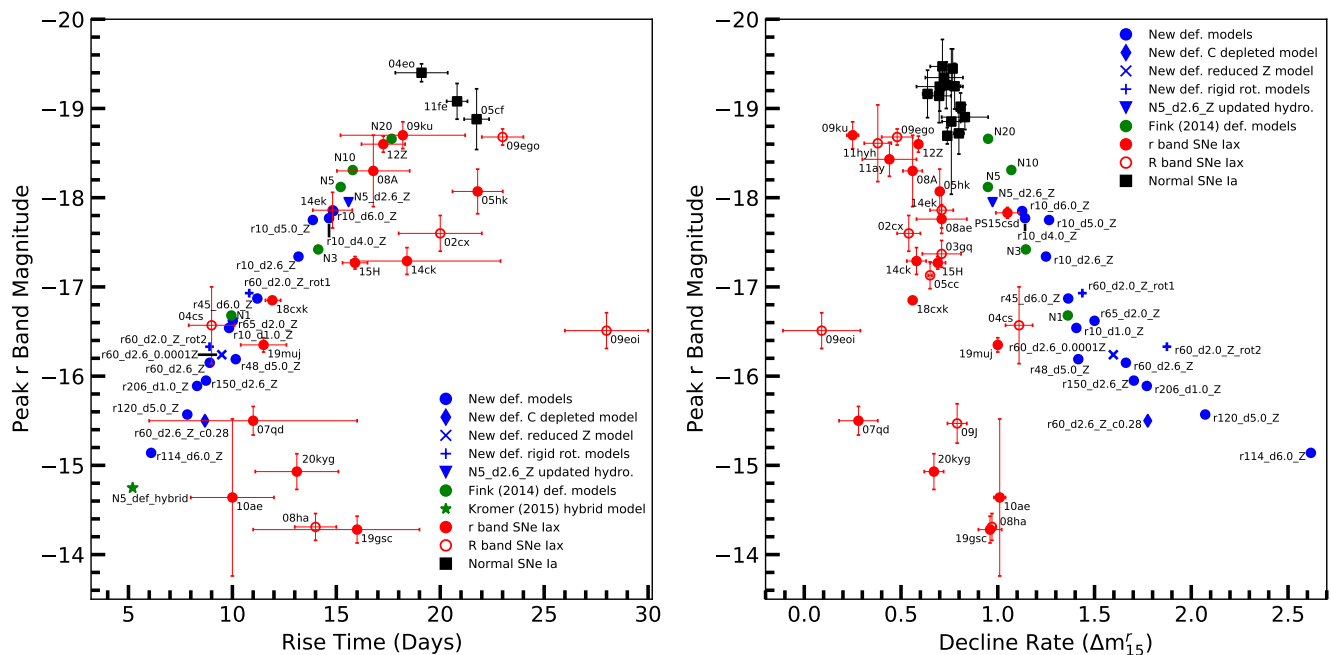 −20
−19
−18
−17
−16
−15
−14
Peak r Band Magnitude
5
10
15
20
25
30
Rise Time (Days)
04eo
11fe
05cf
N20
09ku
12Z
09ego
N10
08A
N5
N5_d2.6_Z
05hk
14ek
r10_d6.0_Z
r10_d5.0_Z
02cx
r10_d4.0_Z
N3
r10_d2.6_Z
15H
14ck
r60_d2.0_Z_rot1
r45_d6.0_Z
18cxk
04cs
N1
r65_d2.0_Z
r10_d1.0_Z
09eoi
r60_d2.0_Z_rot2
19muj
r60_d2.6_0.0001Z
r60_d2.6_Z
r48_d5.0_Z
r206_d1.0_Z
r150_d2.6_Z
r120_d5.0_Z
r60_d2.6_Z_c0.28
07qd
r114_d6.0_Z
20kyg
N5_def_hybrid
10ae
08ha
19gsc
New def. models
New def. C depleted model
New def. reduced Z model
New def. rigid rot. models
N5_d2.6_Z updated hydro.
Fink (2014) def. models
Kromer (2015) hybrid model
r band SNe Iax
R band SNe Iax
Normal SNe Ia
−20
−19
−18
−17
−16
−15
−14
Peak r Band Magnitude
0.0
0.5
1.0
1.5
2.0
2.5
Decline Rate (Δm₁₅ʳ)
New def. models
New def. C depleted model
New def. reduced Z model
New def. rigid rot. models
N5_d2.6_Z updated hydro.
Fink (2014) def. models
r band SNe Iax
R band SNe Iax
Normal SNe Ia
09ku
09ego
N20
11hyh
12Z
11ay
N10
08A
N5
05hk
N5_d2.6_Z
14ek
r10_d6.0_Z
PS15csd
r10_d5.0_Z
02cx
08ae
r10_d4.0_Z
03gq
N3
r10_d2.6_Z
14ck
15H
05cc
r60_d2.0_Z_rot1
18cxk
r45_d6.0_Z
04cs
N1
r65_d2.0_Z
09eoi
r10_d1.0_Z
19muj
r60_d2.6_0.0001Z
r60_d2.0_Z_rot2
r48_d5.0_Z
r60_d2.6_Z
r150_d2.6_Z
r206_d1.0_Z
07qd
09J
r60_d2.6_Z_c0.28
r120_d5.0_Z
20kyg
r114_d6.0_Z
10ae
08ha
19gsc